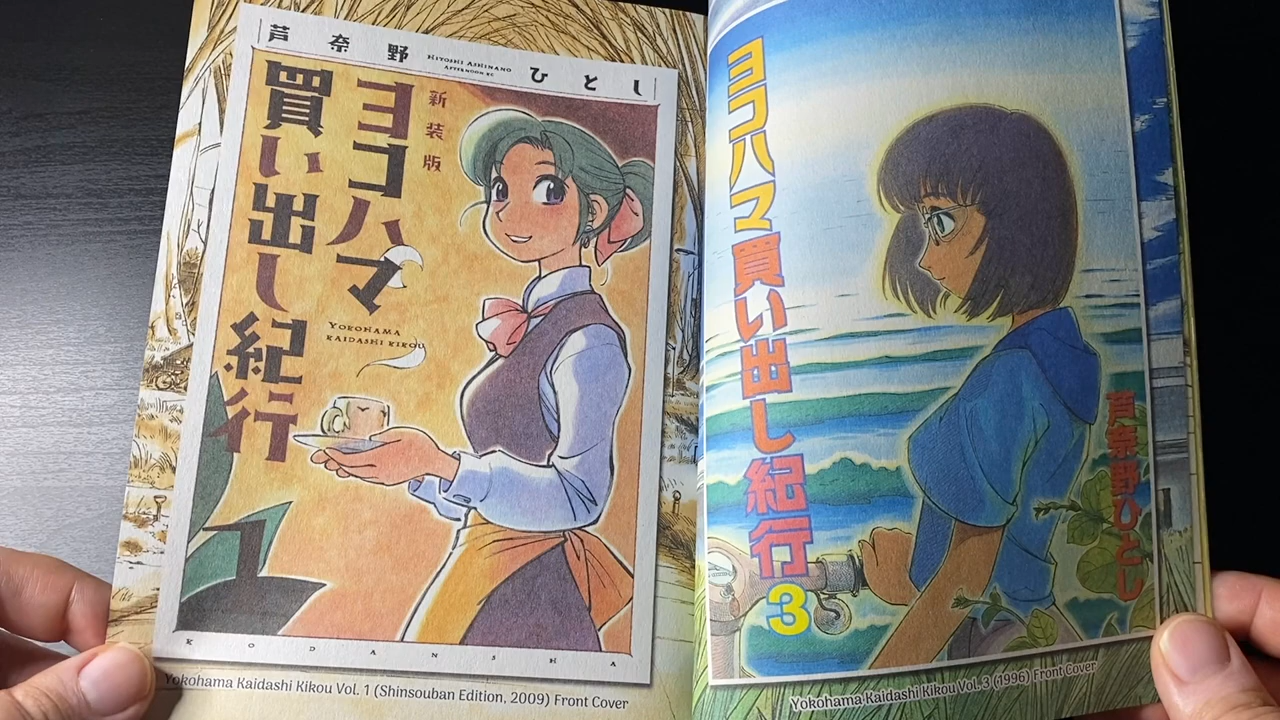 芦奈野 HITOSHI ASHINANO ひとし
AFTERNOON KC
新装版
ヨコハマ
買い出し紀行
YOKOHAMA
KAIDASHI KIKOU
KODANSHA
Yokohama Kaidashi Kikou Vol. 1 (Shinsouban Edition, 2009) Front Cover
ヨコハマ買い出し紀行3
芦奈野ひとし
Yokohama Kaidashi Kikou Vol. 3 (1996) Front Cover